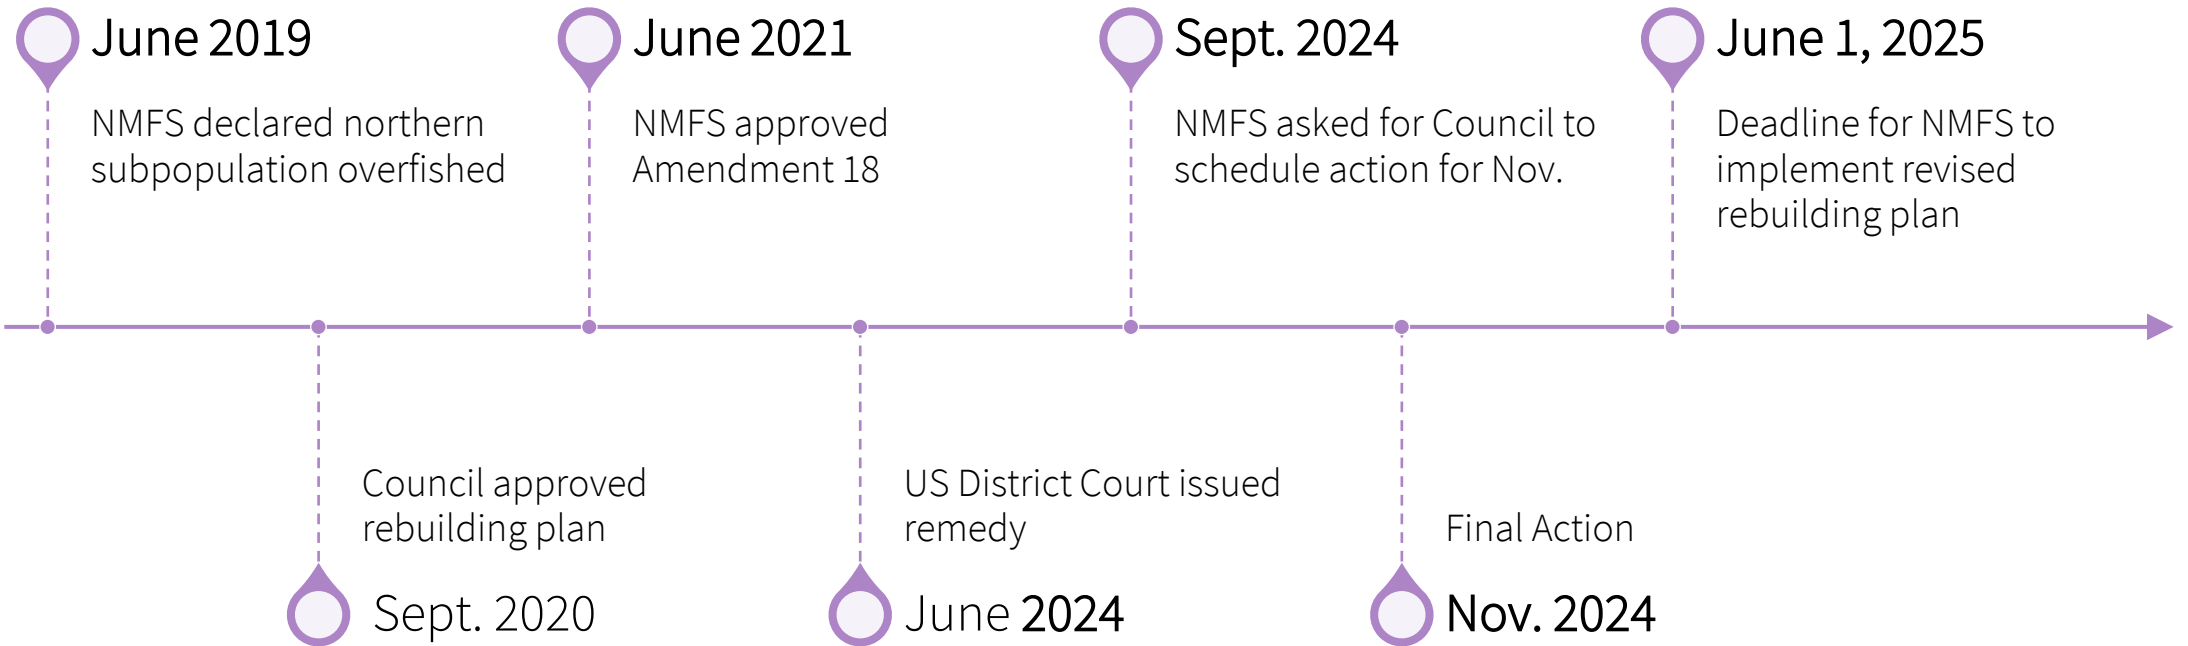 June 2019
NMFS declared northern
subpopulation overfished
June 2021
NMFS approved
Amendment 18
Sept. 2024
NMFS asked for Council to
schedule action for Nov.
June 1, 2025
Deadline for NMFS to
implement revised
rebuilding plan
Council approved
rebuilding plan
Sept. 2020
US District Court issued
remedy
June 2024
Final Action
Nov. 2024